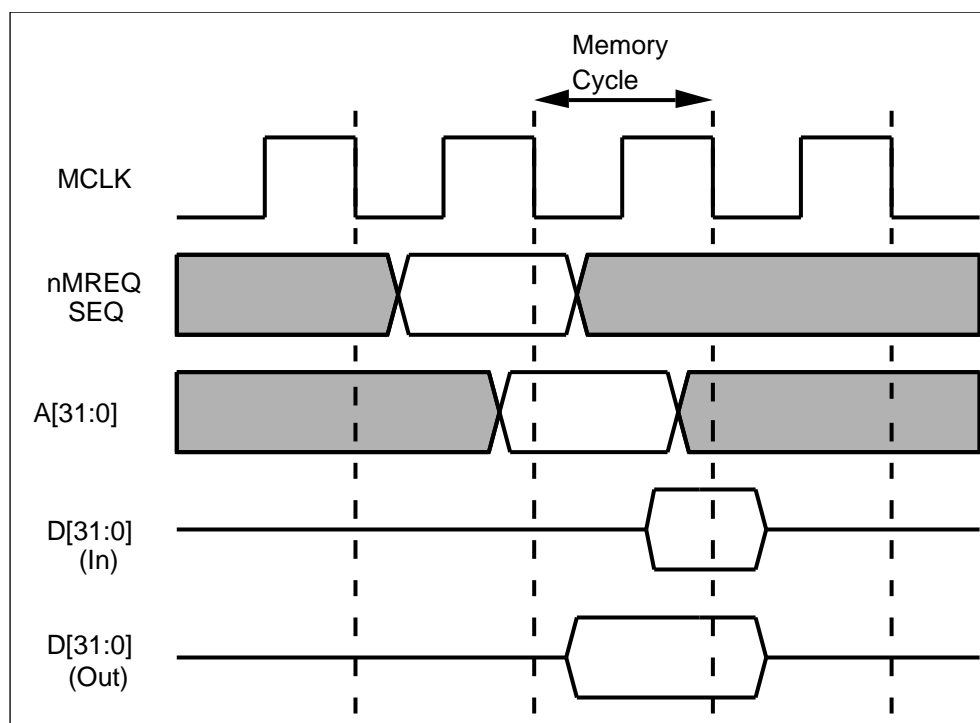 Memory
Cycle
MCLK
nMREQ
SEQ
A[31:0]
D[31:0]
(In)
D[31:0]
(Out)